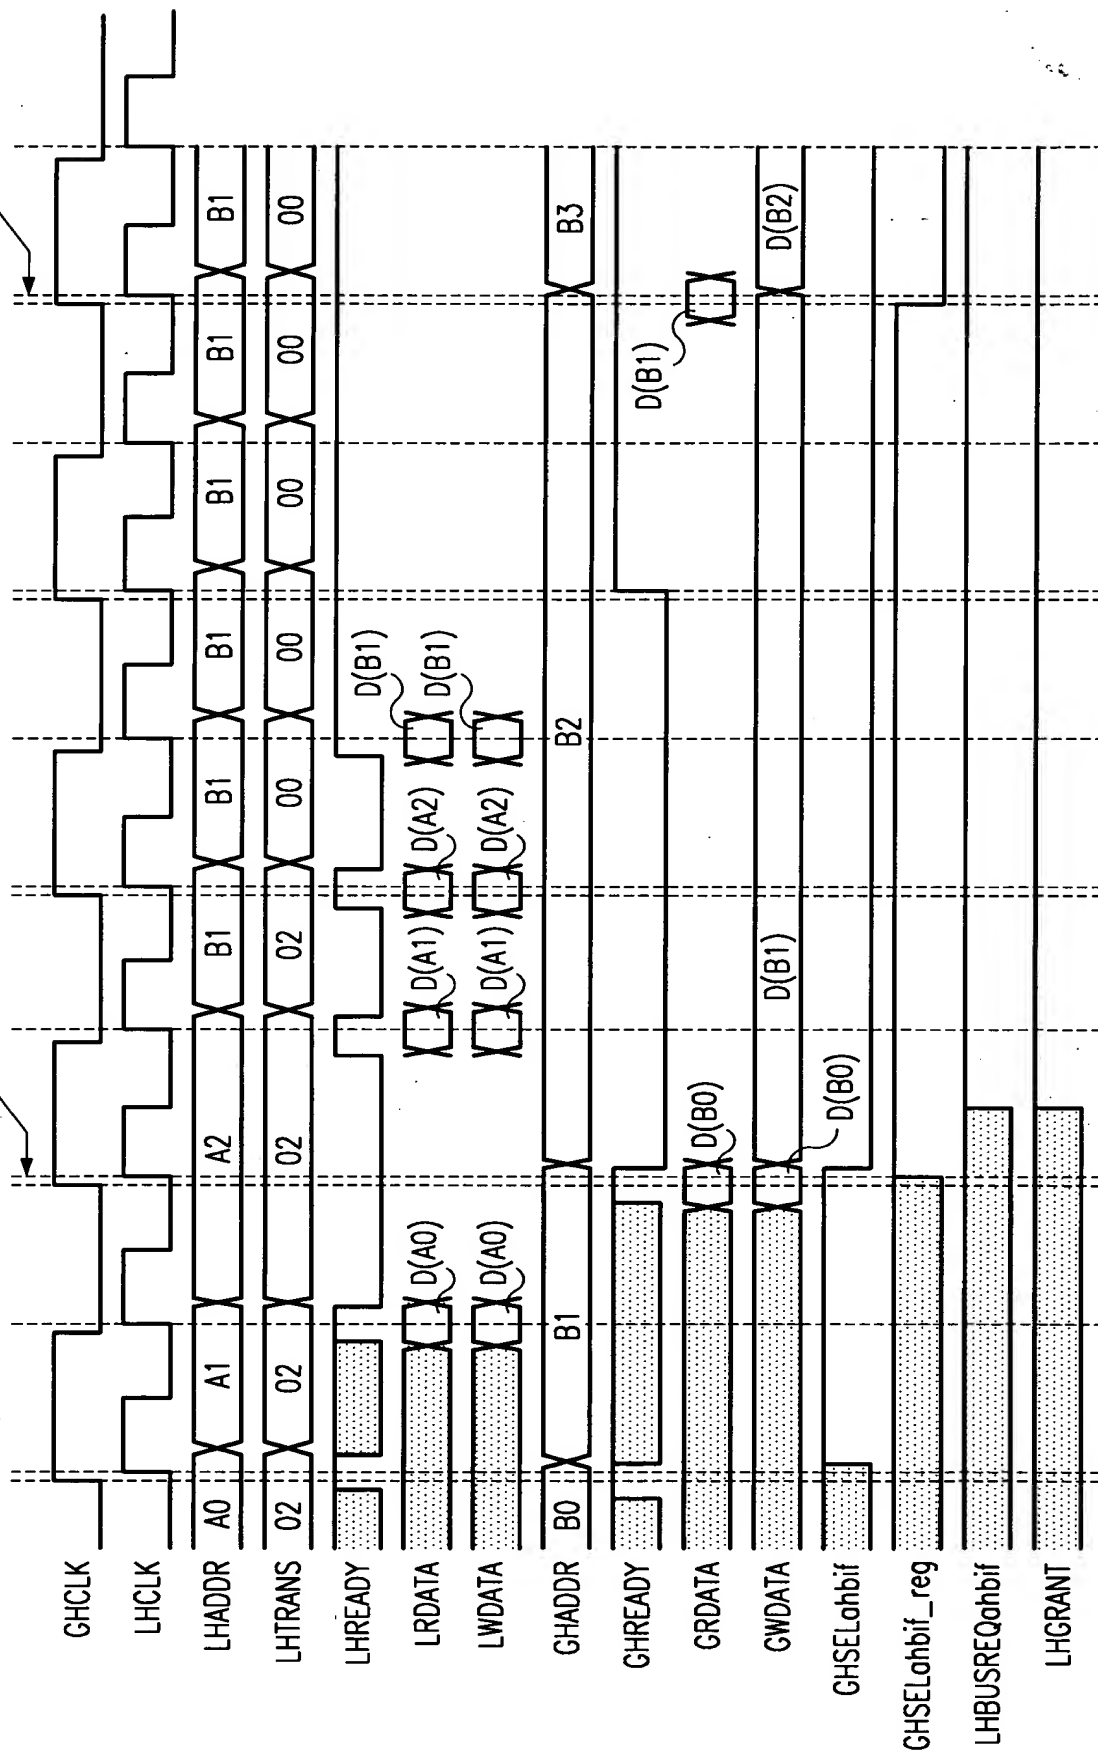 GHCLK
LHCLK
LHADDR A0 A1 A2 B1 B1 B1 B1 B1 B1
LHTRANS 02 02 02 02 00 00 00 00 00
LHREADY
LRDATA D(A0) D(A1) D(A2) D(B1)
LWDATA D(A0) D(A1) D(A2) D(B1)
GHADDR B0 B1 B2 B3
GHREADY
GRDATA D(B0) D(B1)
GWDATA D(B0) D(B1) D(B2)
GHSELahbif
GHSELahbif_reg
LHBUSREQahbif
LHGRANT